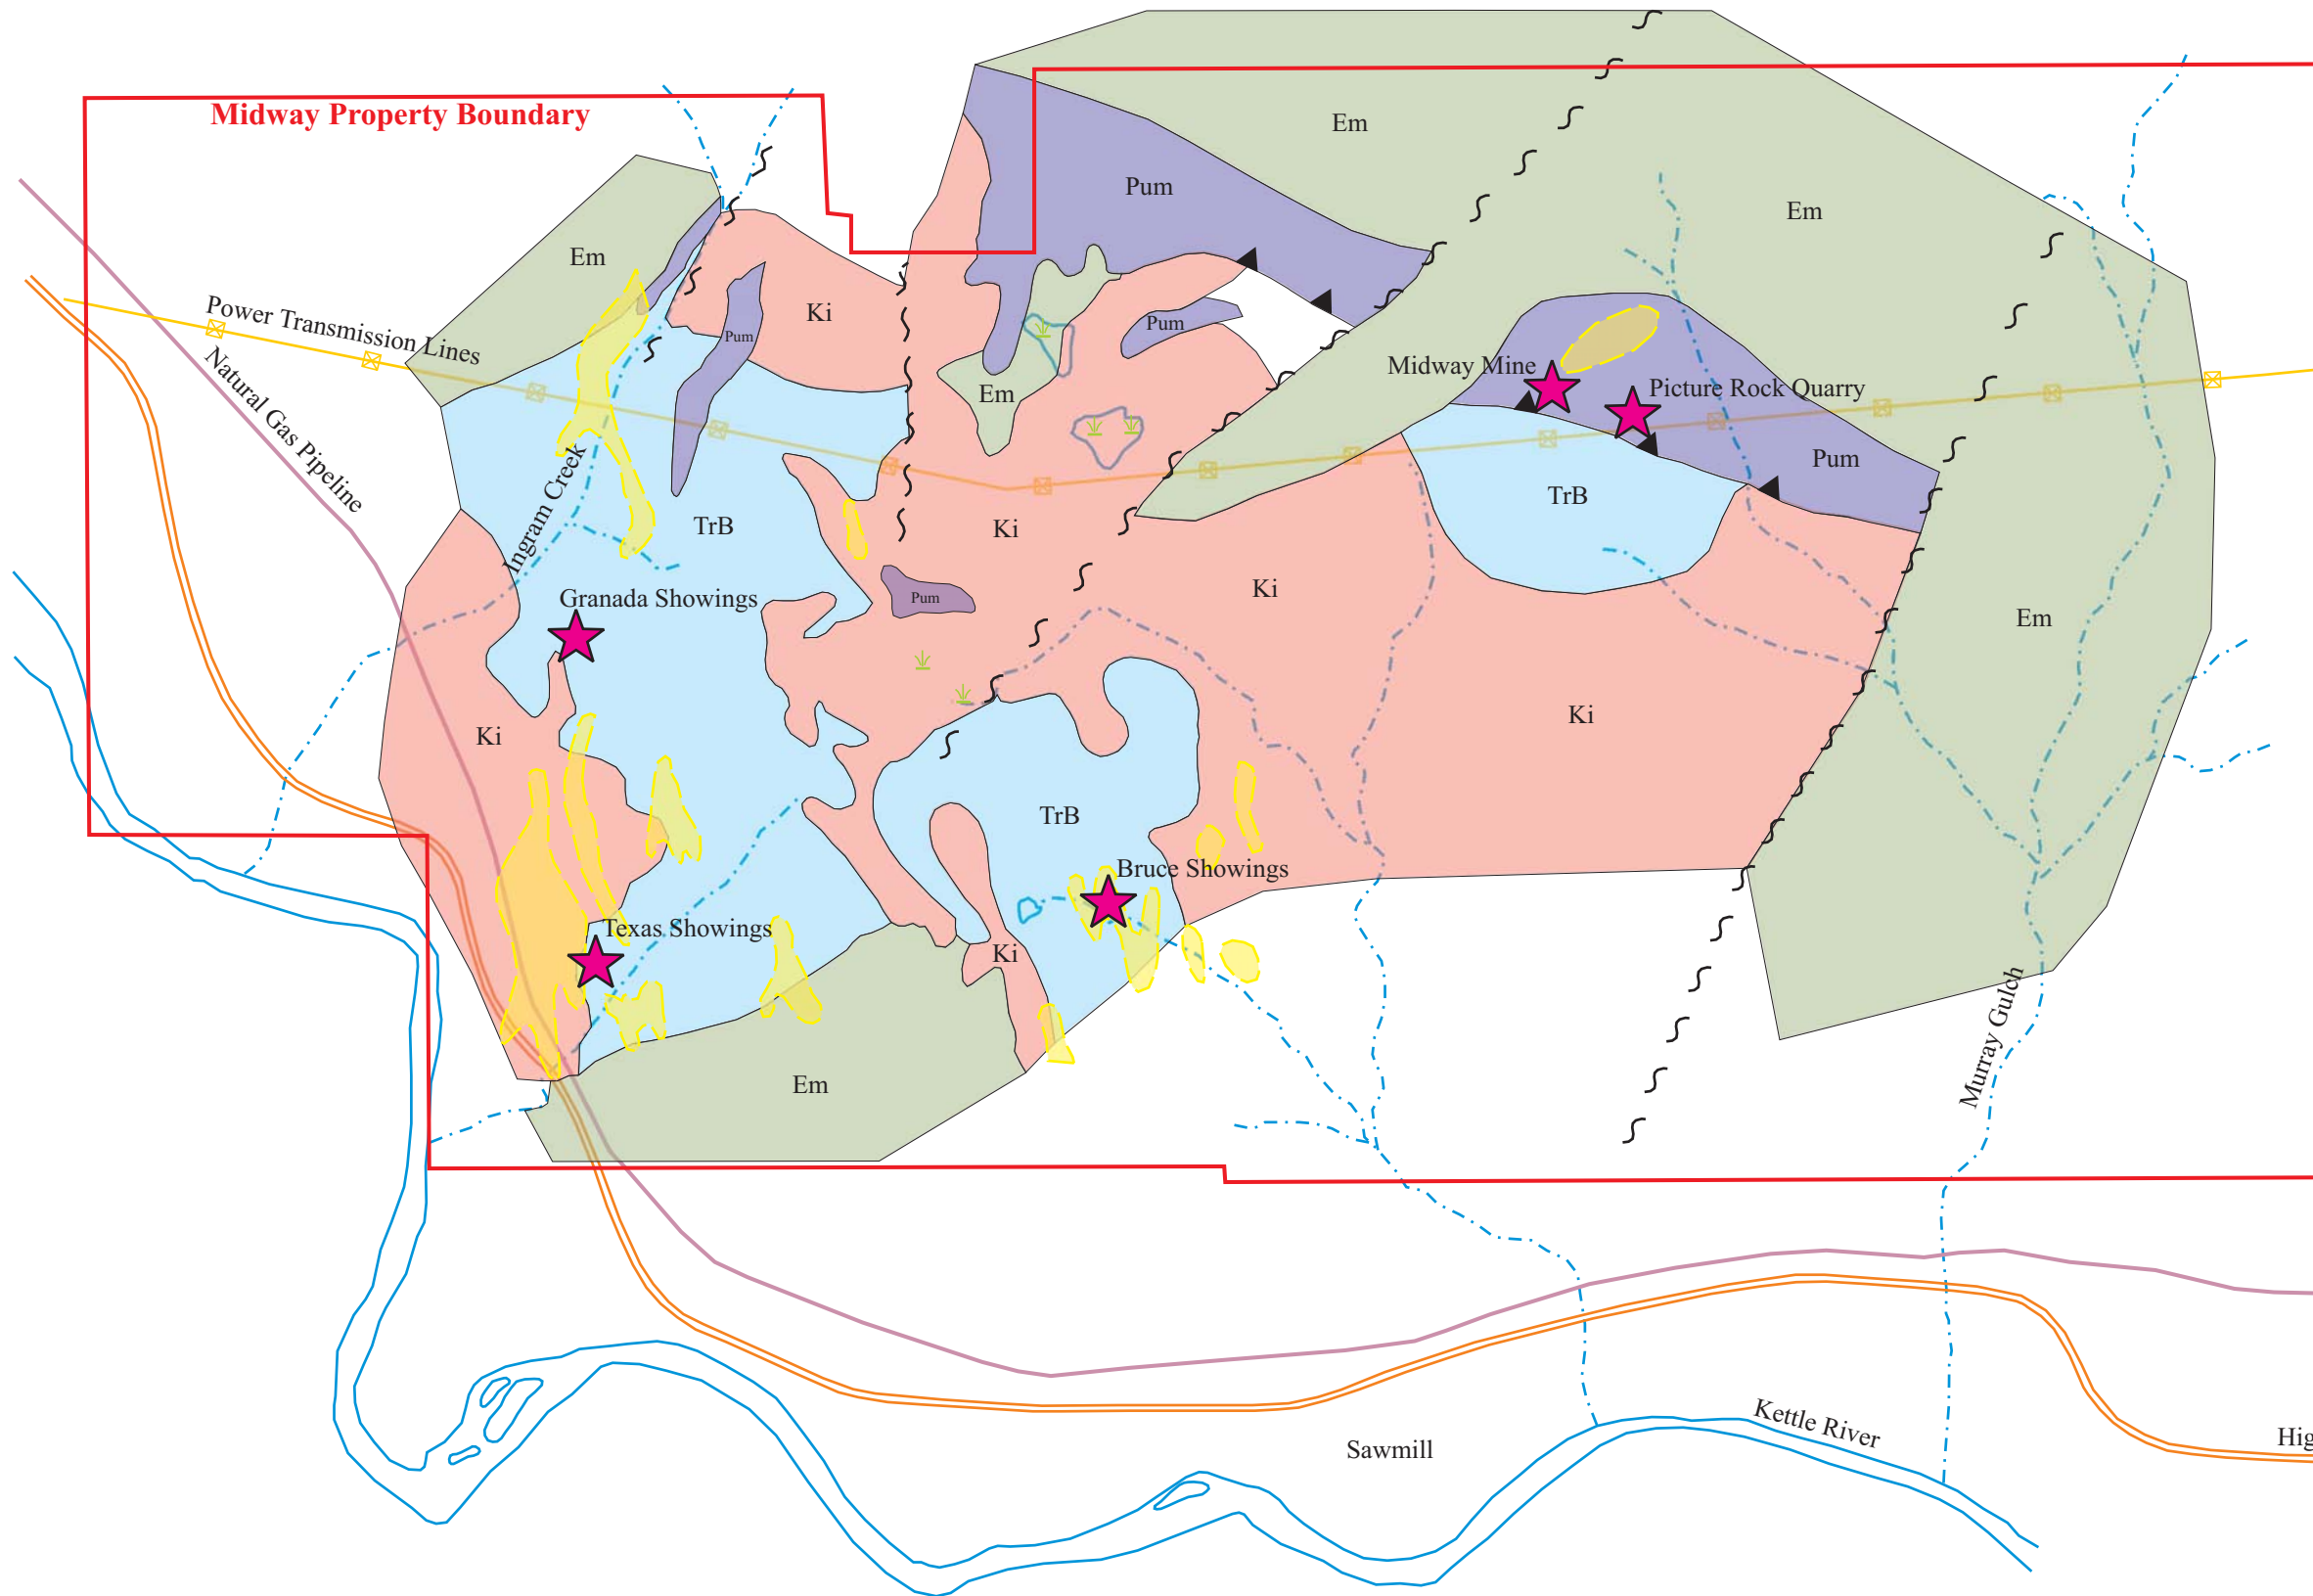 Midway Property Boundary
Em
Pum
Em
Em
Power Transmission Lines
Ki
Pum
Pum
Natural Gas Pipeline
Midway Mine
Picture Rock Quarry
Em
Pum
Ingram Creek
TrB
Ki
TrB
Ki
Granada Showings
Pum
Em
Ki
Ki
TrB
Bruce Showings
Texas Showings
Ki
Murray Gulch
Em
Kettle River
Sawmill
Hig